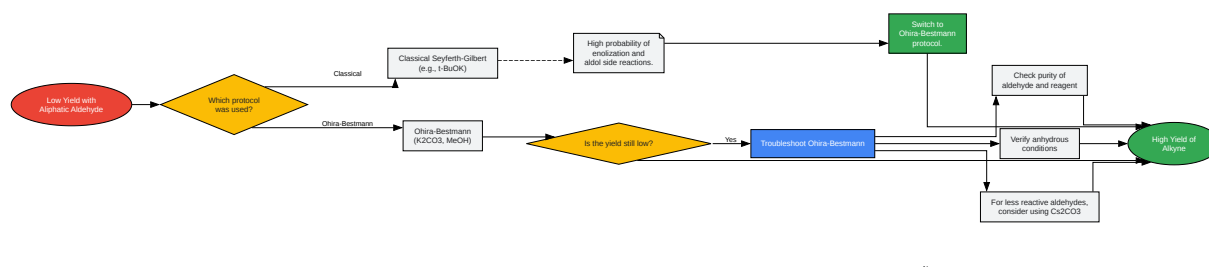 Low Yield with
Aliphatic Aldehyde
Which protocol
was used?
Classical
Classical Seyferth-Gilbert
(e.g., t-BuOK)
High probability of
enolization and
aldol side reactions.
Switch to
Ohira-Bestmann
protocol.
Ohira-Bestmann
Ohira-Bestmann
(K2CO3, MeOH)
Is the yield still low?
Yes
Troubleshoot Ohira-Bestmann
Check purity of
aldehyde and reagent
Verify anhydrous
conditions
For less reactive aldehydes,
consider using Cs2CO3
High Yield of
Alkyne